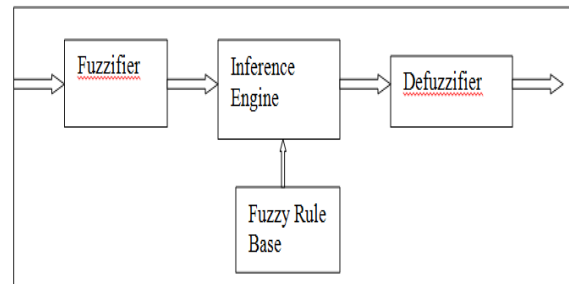 Fuzzifier
Inference
Engine
Defuzzifier
Fuzzy Rule
Base